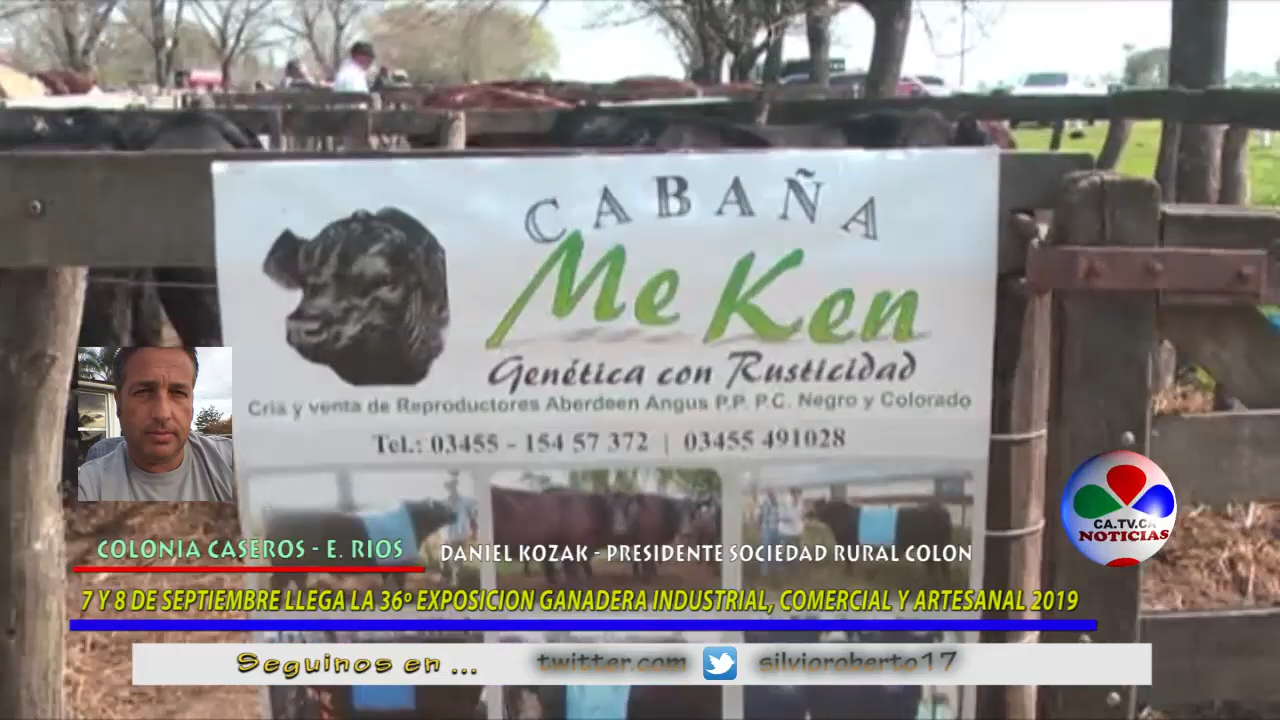 CABAÑA
Me Ken
Genética con Rusticidad
Cria y venta de Reproductores Aberdeen Angus P.P. P.C. Negro y Colorado
Tel.: 03455 - 154 57 372 | 03455 491028
CA.TV.CA
NOTICIAS
COLONIA CASEROS - E. RIOS
DANIEL KOZAK - PRESIDENTE SOCIEDAD RURAL COLON
7 Y 8 DE SEPTIEMBRE LLEGA LA 36º EXPOSICION GANADERA INDUSTRIAL, COMERCIAL Y ARTESANAL 2019
Seguinos en ... twitter.com silvioroberto17